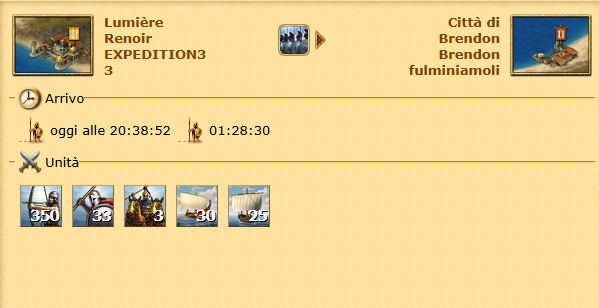 Lumière
Renoir
EXPEDITION3
3
Città di
Brendon
Brendon
fulminiamoli
Arrivo
oggi alle 20:38:52 01:28:30
Unità
350 33 3 30 25